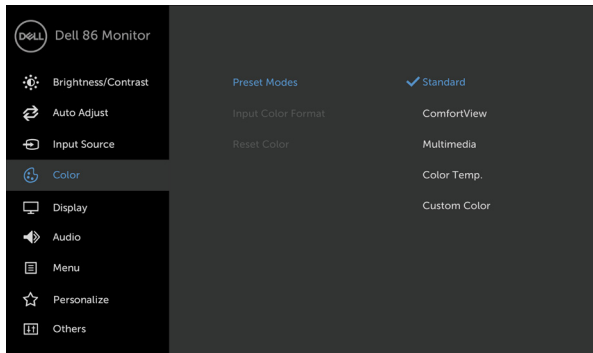 DELL Dell 86 Monitor
Brightness/Contrast
Auto Adjust
Input Source
Color
Display
Audio
Menu
Personalize
Others
Preset Modes
Input Color Format
Reset Color
Standard
ComfortView
Multimedia
Color Temp.
Custom Color